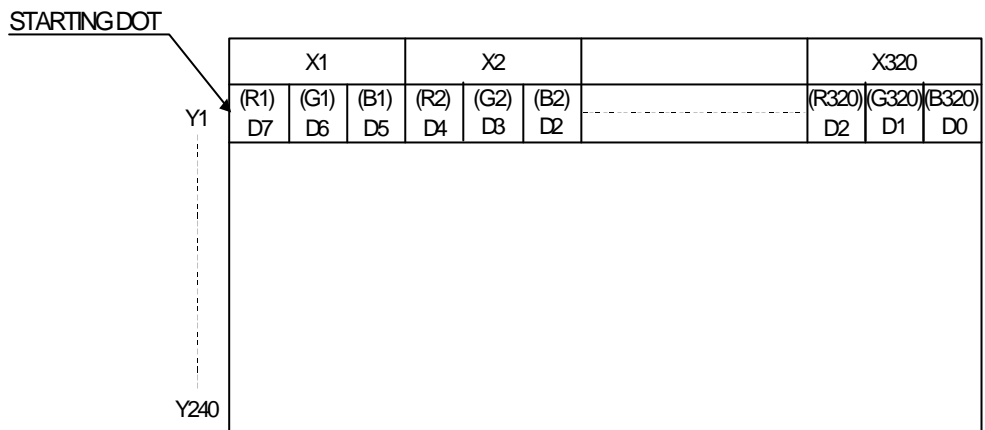 STARTING DOT
X1 X2 X320
(R1) (G1) (B1) (R2) (G2) (B2) (R320) (G320) (B320)
Y1 D7 D6 D5 D4 D3 D2 D2 D1 D0
Y240